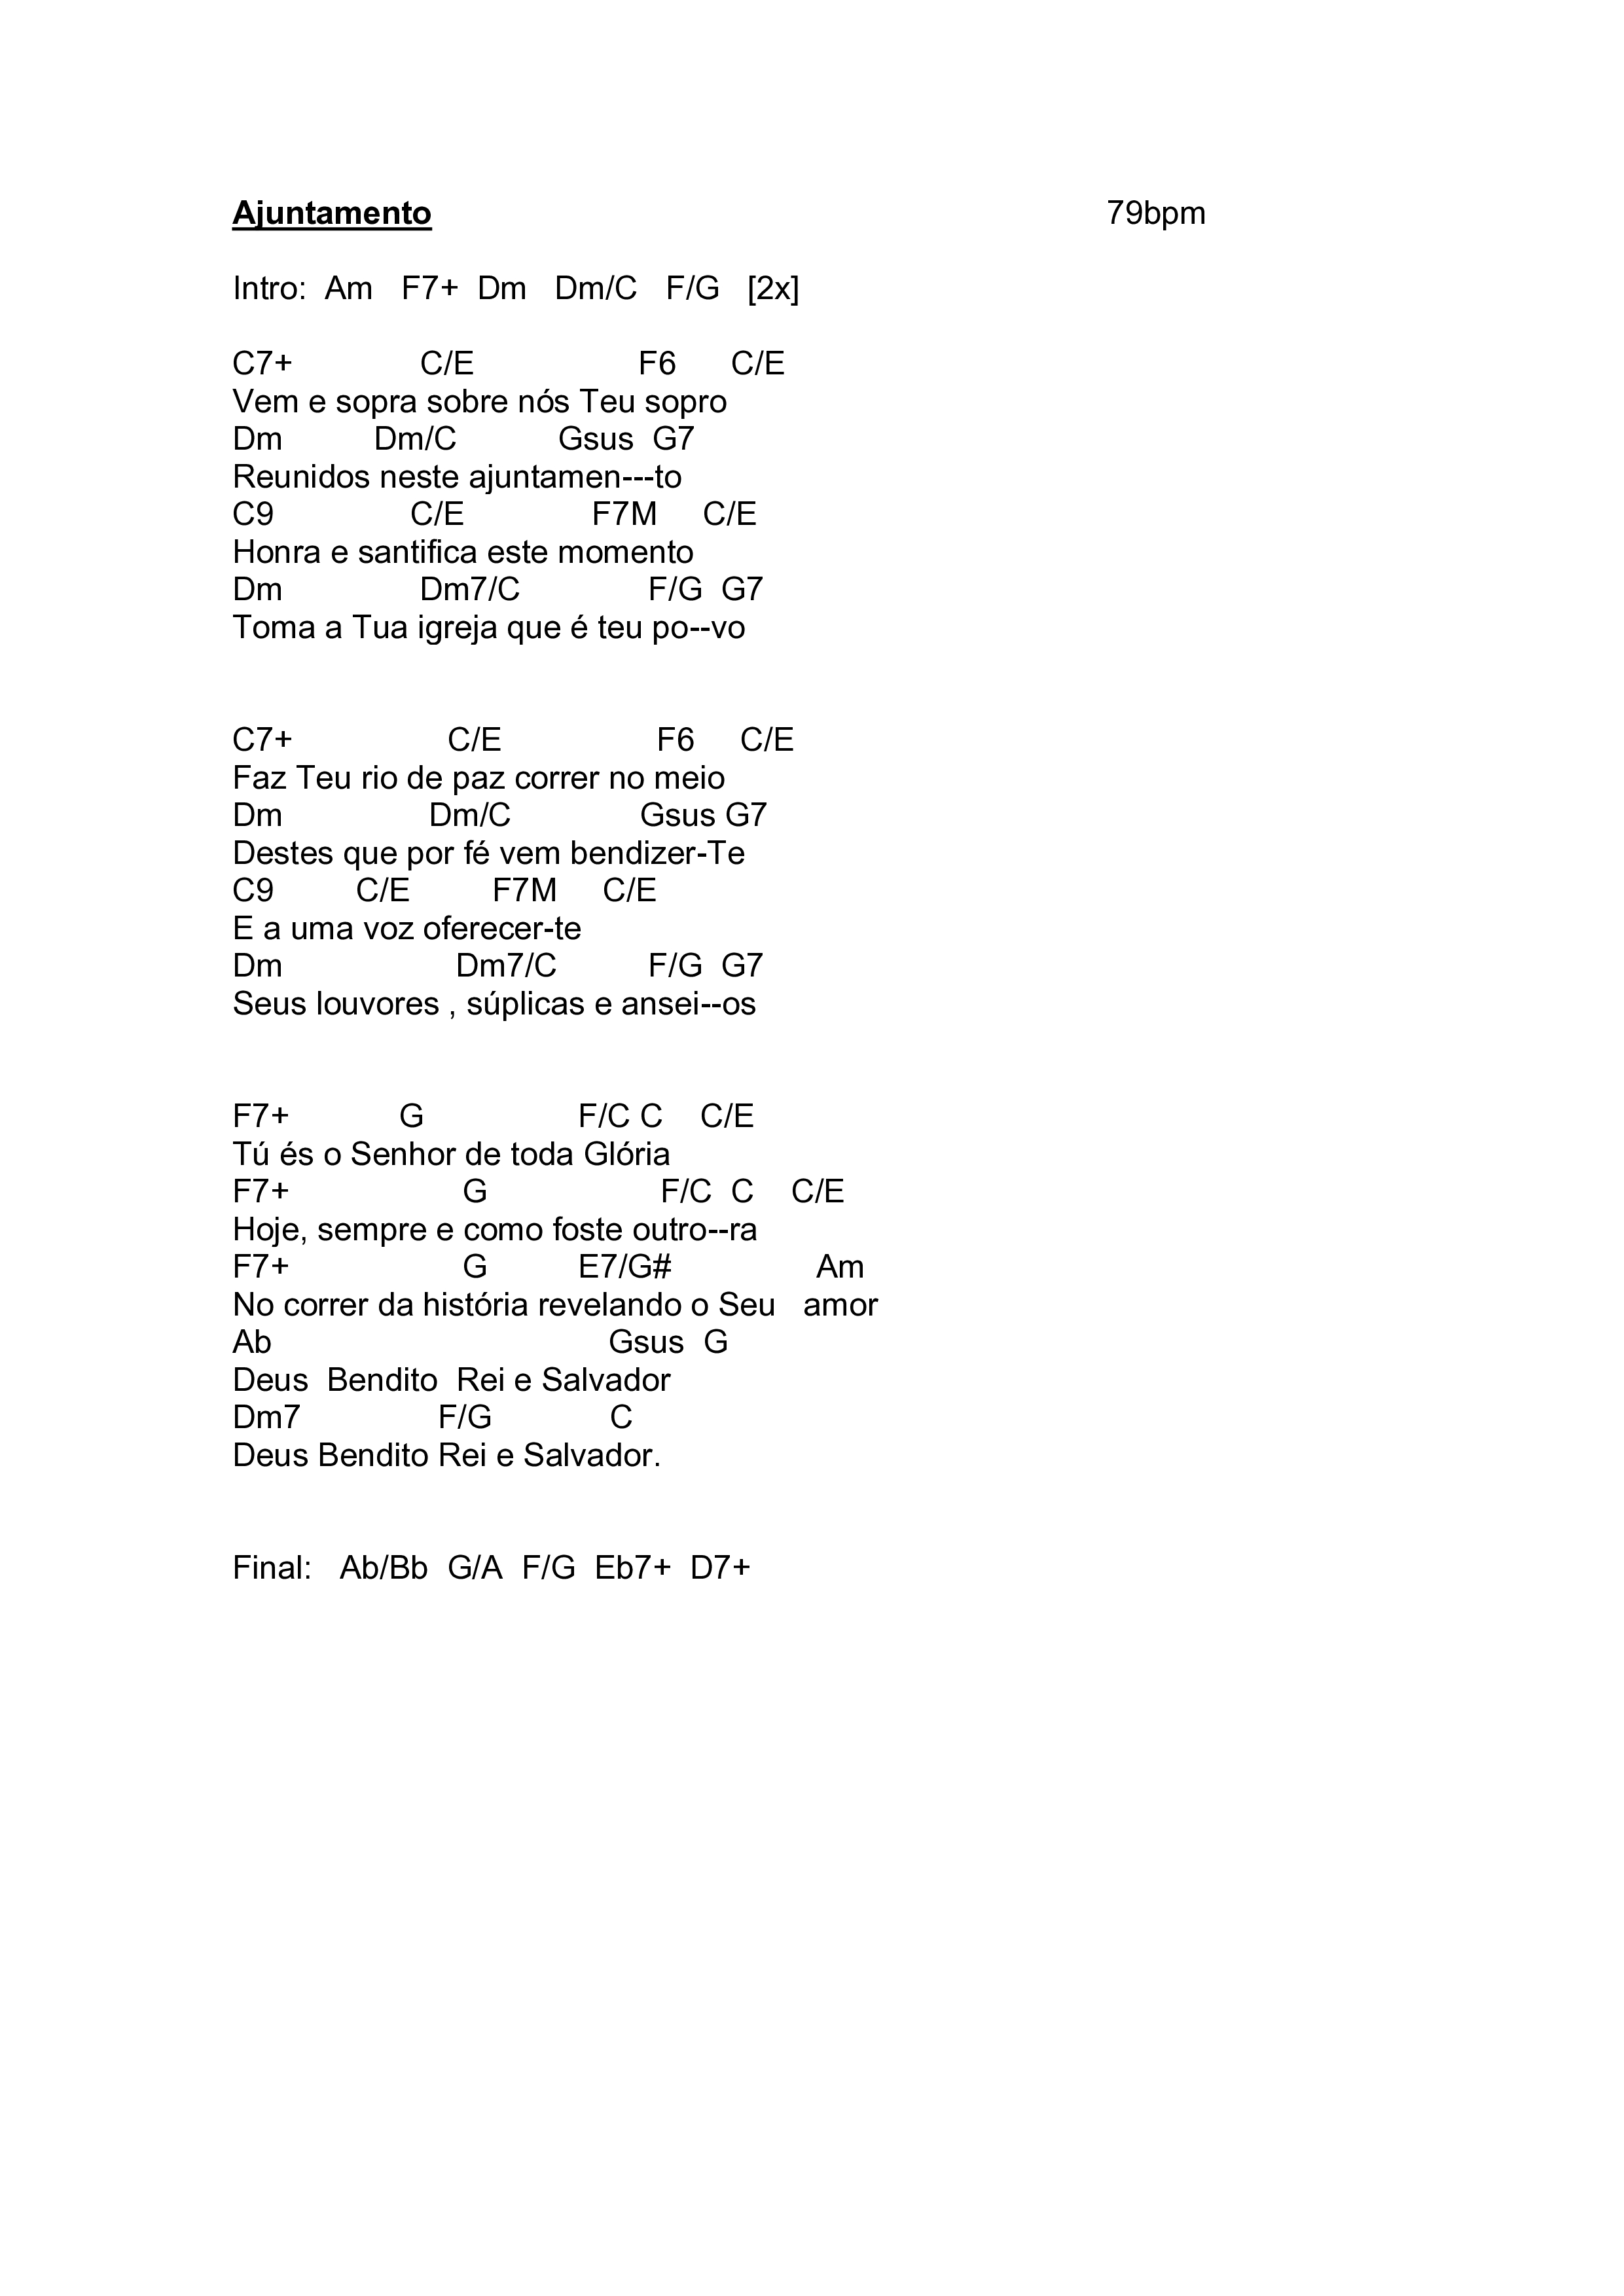 Ajuntamento 79bpm
Intro: Am F7+ Dm Dm/C F/G [2x]
C7+ C/E F6 C/E
Vem e sopra sobre nós Teu sopro
Dm Dm/C Gsus G7
Reunidos neste ajuntamen---to
C9 C/E F7M C/E
Honra e santifica este momento
Dm Dm7/C F/G G7
Toma a Tua igreja que é teu po--vo
C7+ C/E F6 C/E
Faz Teu rio de paz correr no meio
Dm Dm/C Gsus G7
Destes que por fé vem bendizer-Te
C9 C/E F7M C/E
E a uma voz oferecer-te
Dm Dm7/C F/G G7
Seus louvores , súplicas e ansei--os
F7+ G F/C C C/E
Tú és o Senhor de toda Glória
F7+ G F/C C C/E
Hoje, sempre e como foste outro--ra
F7+ G E7/G# Am
No correr da história revelando o Seu amor
Ab Gsus G
Deus Bendito Rei e Salvador
Dm7 F/G C
Deus Bendito Rei e Salvador.
Final: Ab/Bb G/A F/G Eb7+ D7+